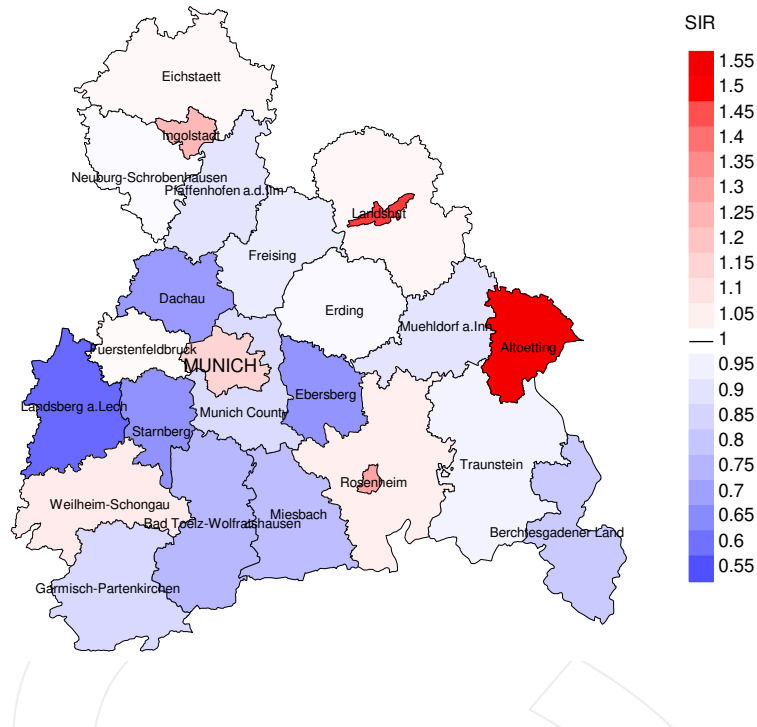 SIR
1.55
1.5
1.45
1.4
1.35
1.3
1.25
1.2
1.15
1.1
1.05
1
0.95
0.9
0.85
0.8
0.75
0.7
0.65
0.6
0.55
Eichstaett
Ingolstadt
Neuburg-Schrobenhausen
Pfaffenhofen a.d.Ilm
Landshut
Freising
Dachau
Erding
Muehldorf a.Inn
Altoetting
Fuerstenfeldbruck
MUNICH
Ebersberg
Landsberg a.Lech
Munich County
Starnberg
Traunstein
Rosenheim
Weilheim-Schongau
Miesbach
Bad Toelz-Wolfratshausen
Berchtesgadener Land
Garmisch-Partenkirchen